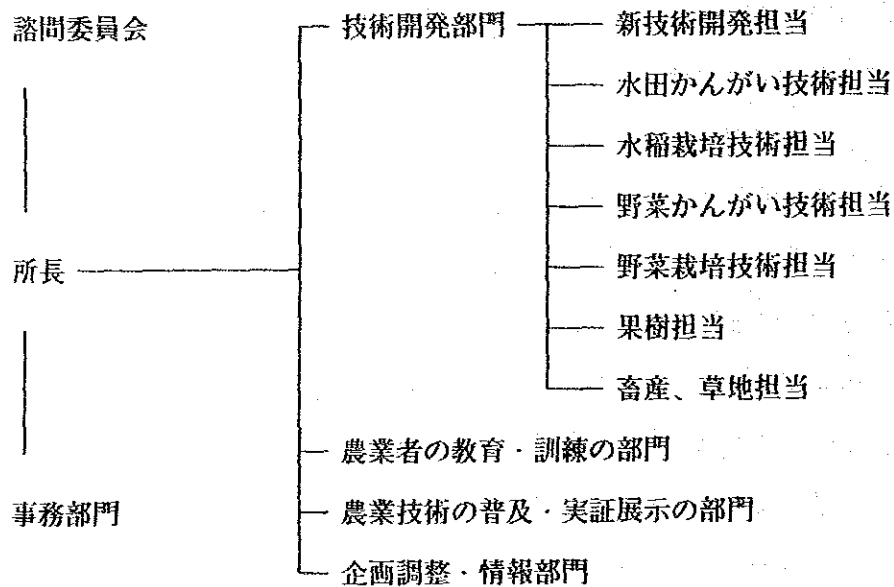 諮問委員会
技術開発部門
新技術開発担当
水田かんがい技術担当
水稲栽培技術担当
野菜かんがい技術担当
所長
野菜栽培技術担当
果樹担当
畜産、草地担当
農業者の教育・訓練の部門
事務部門
農業技術の普及・実証展示の部門
企画調整・情報部門